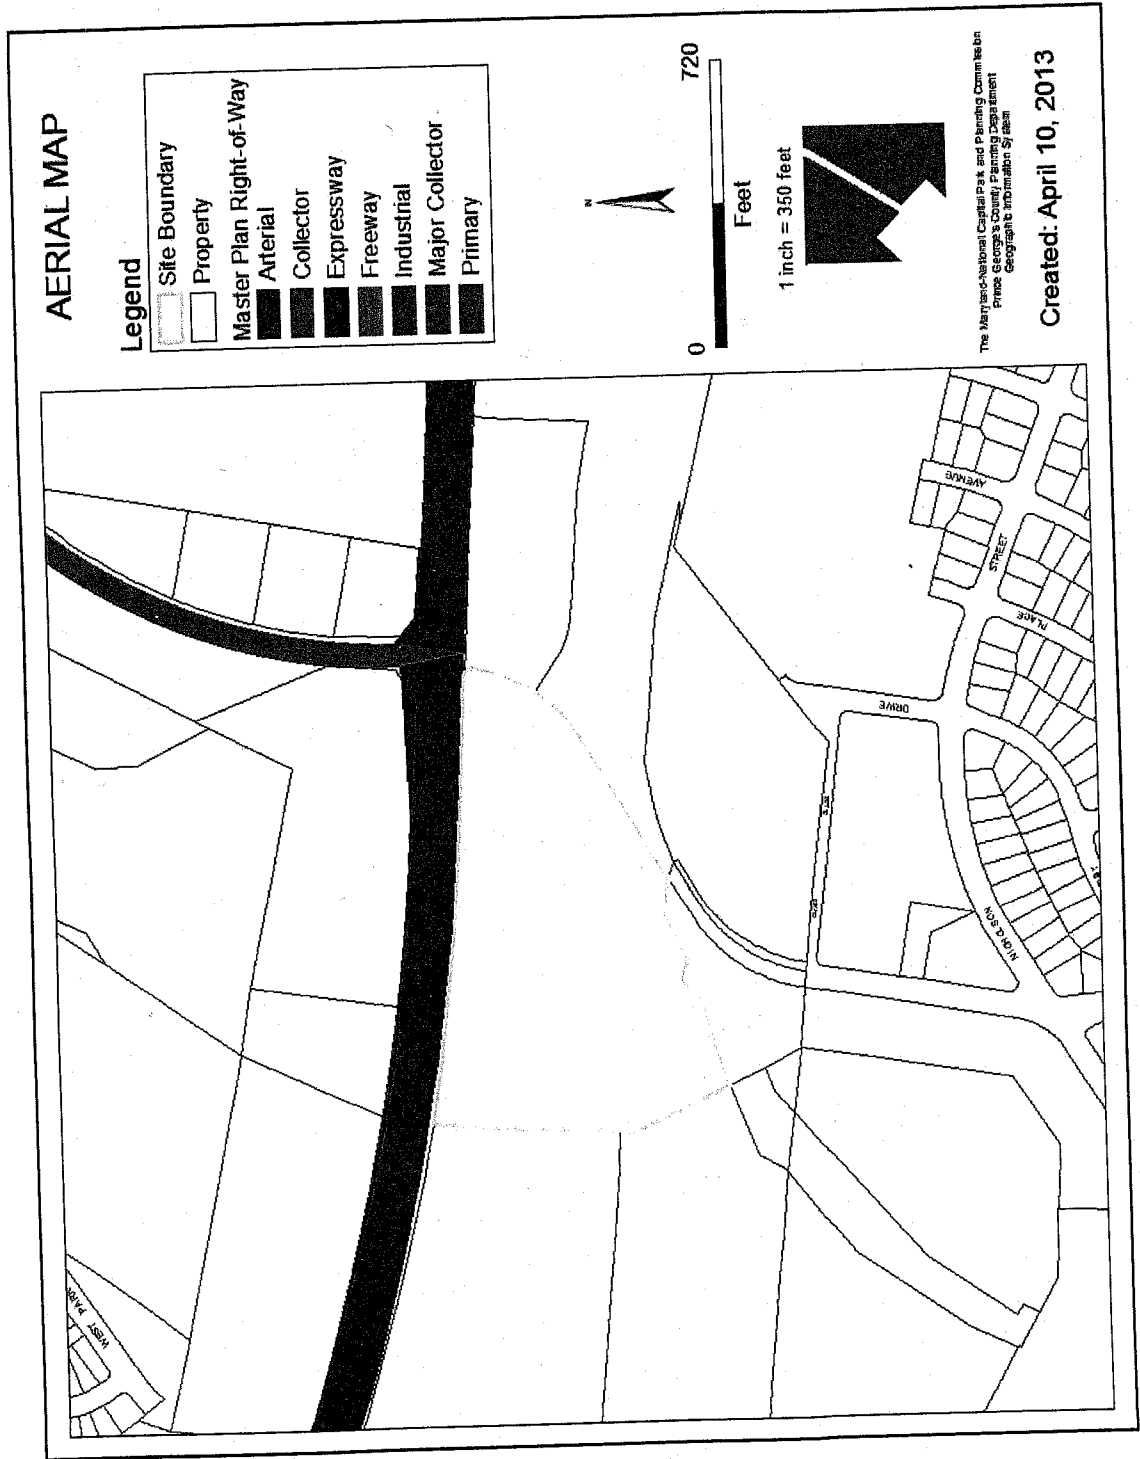 AERIAL MAP
Legend
Site Boundary
Property
Master Plan Right-of-Way
Arterial
Collector
Expressway
Freeway
Industrial
Major Collector
Primary
N
0
720
Feet
1 inch = 350 feet
The Maryland-National Capital Park and Planning Commission
Prince George's County Planning Department
Geographic Information System
Created: April 10, 2013
WEST PARK
AVENUE
STREET
PLACE
DRIVE
NICHOLSON